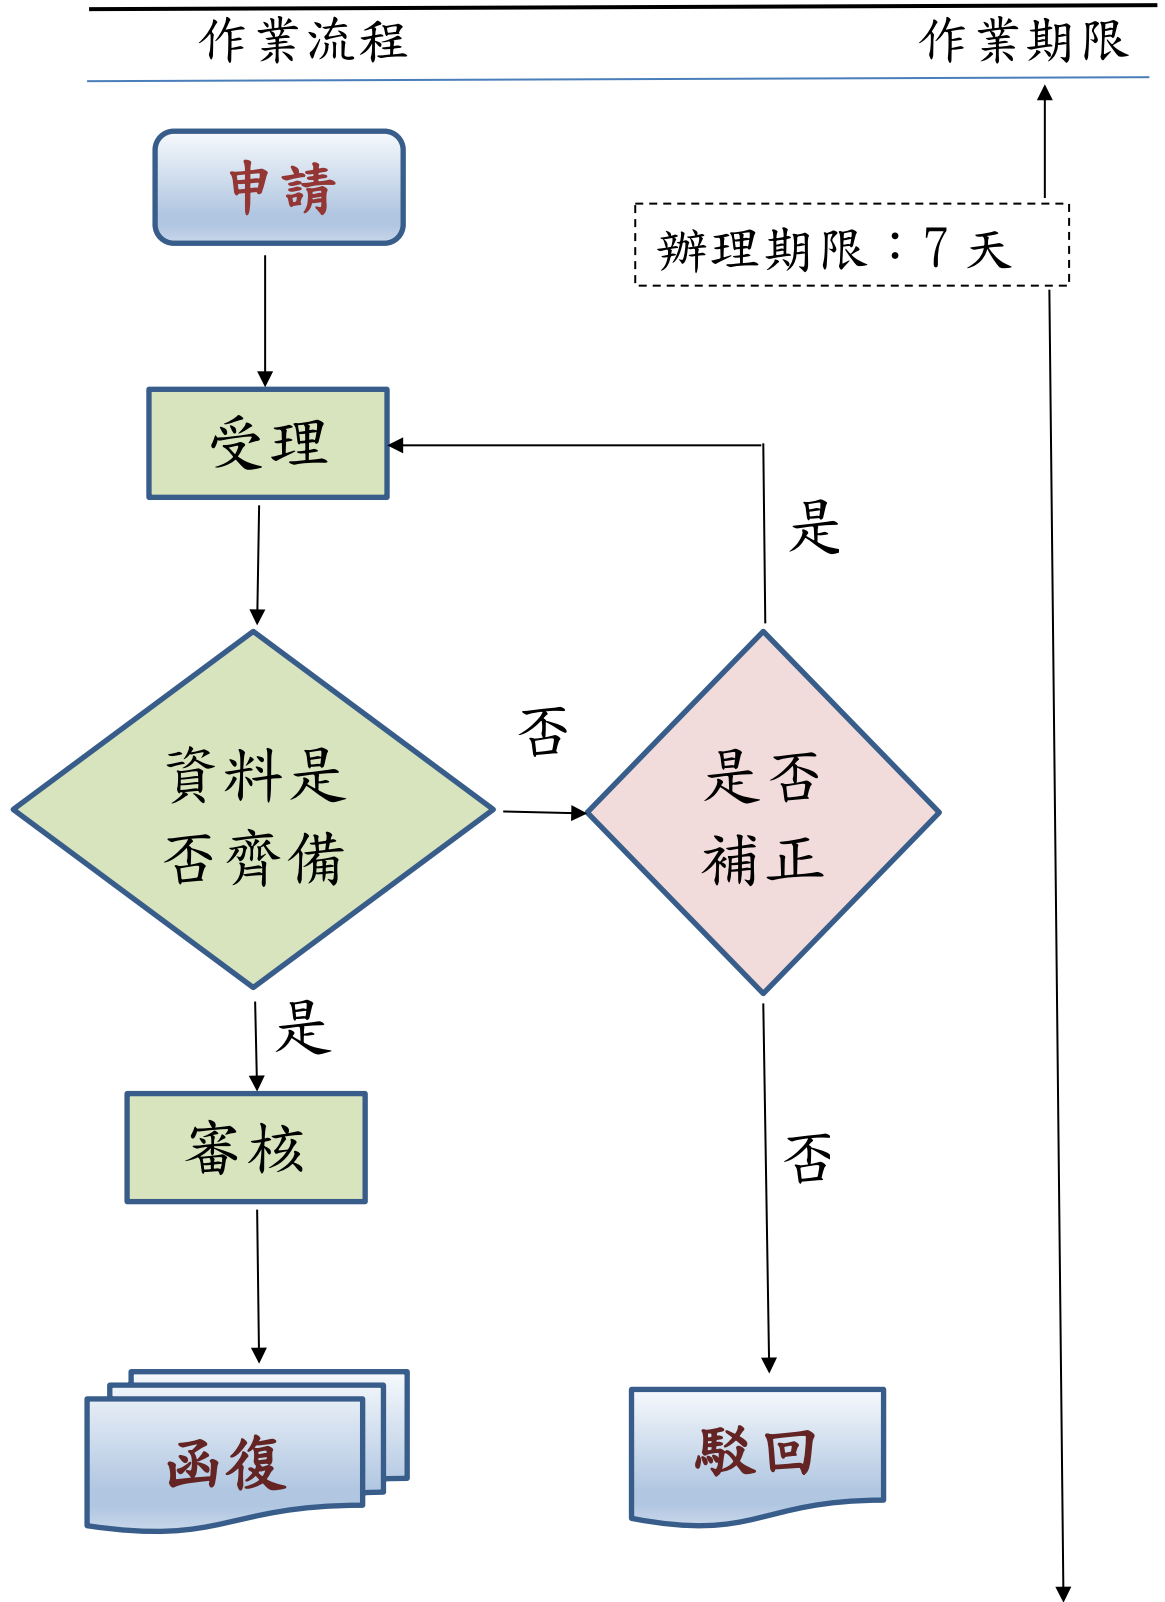 作業流程
作業期限
申請
辦理期限：7 天
受理
是
否
資料是
否齊備
是否
補正
是
審核
否
函復
駁回